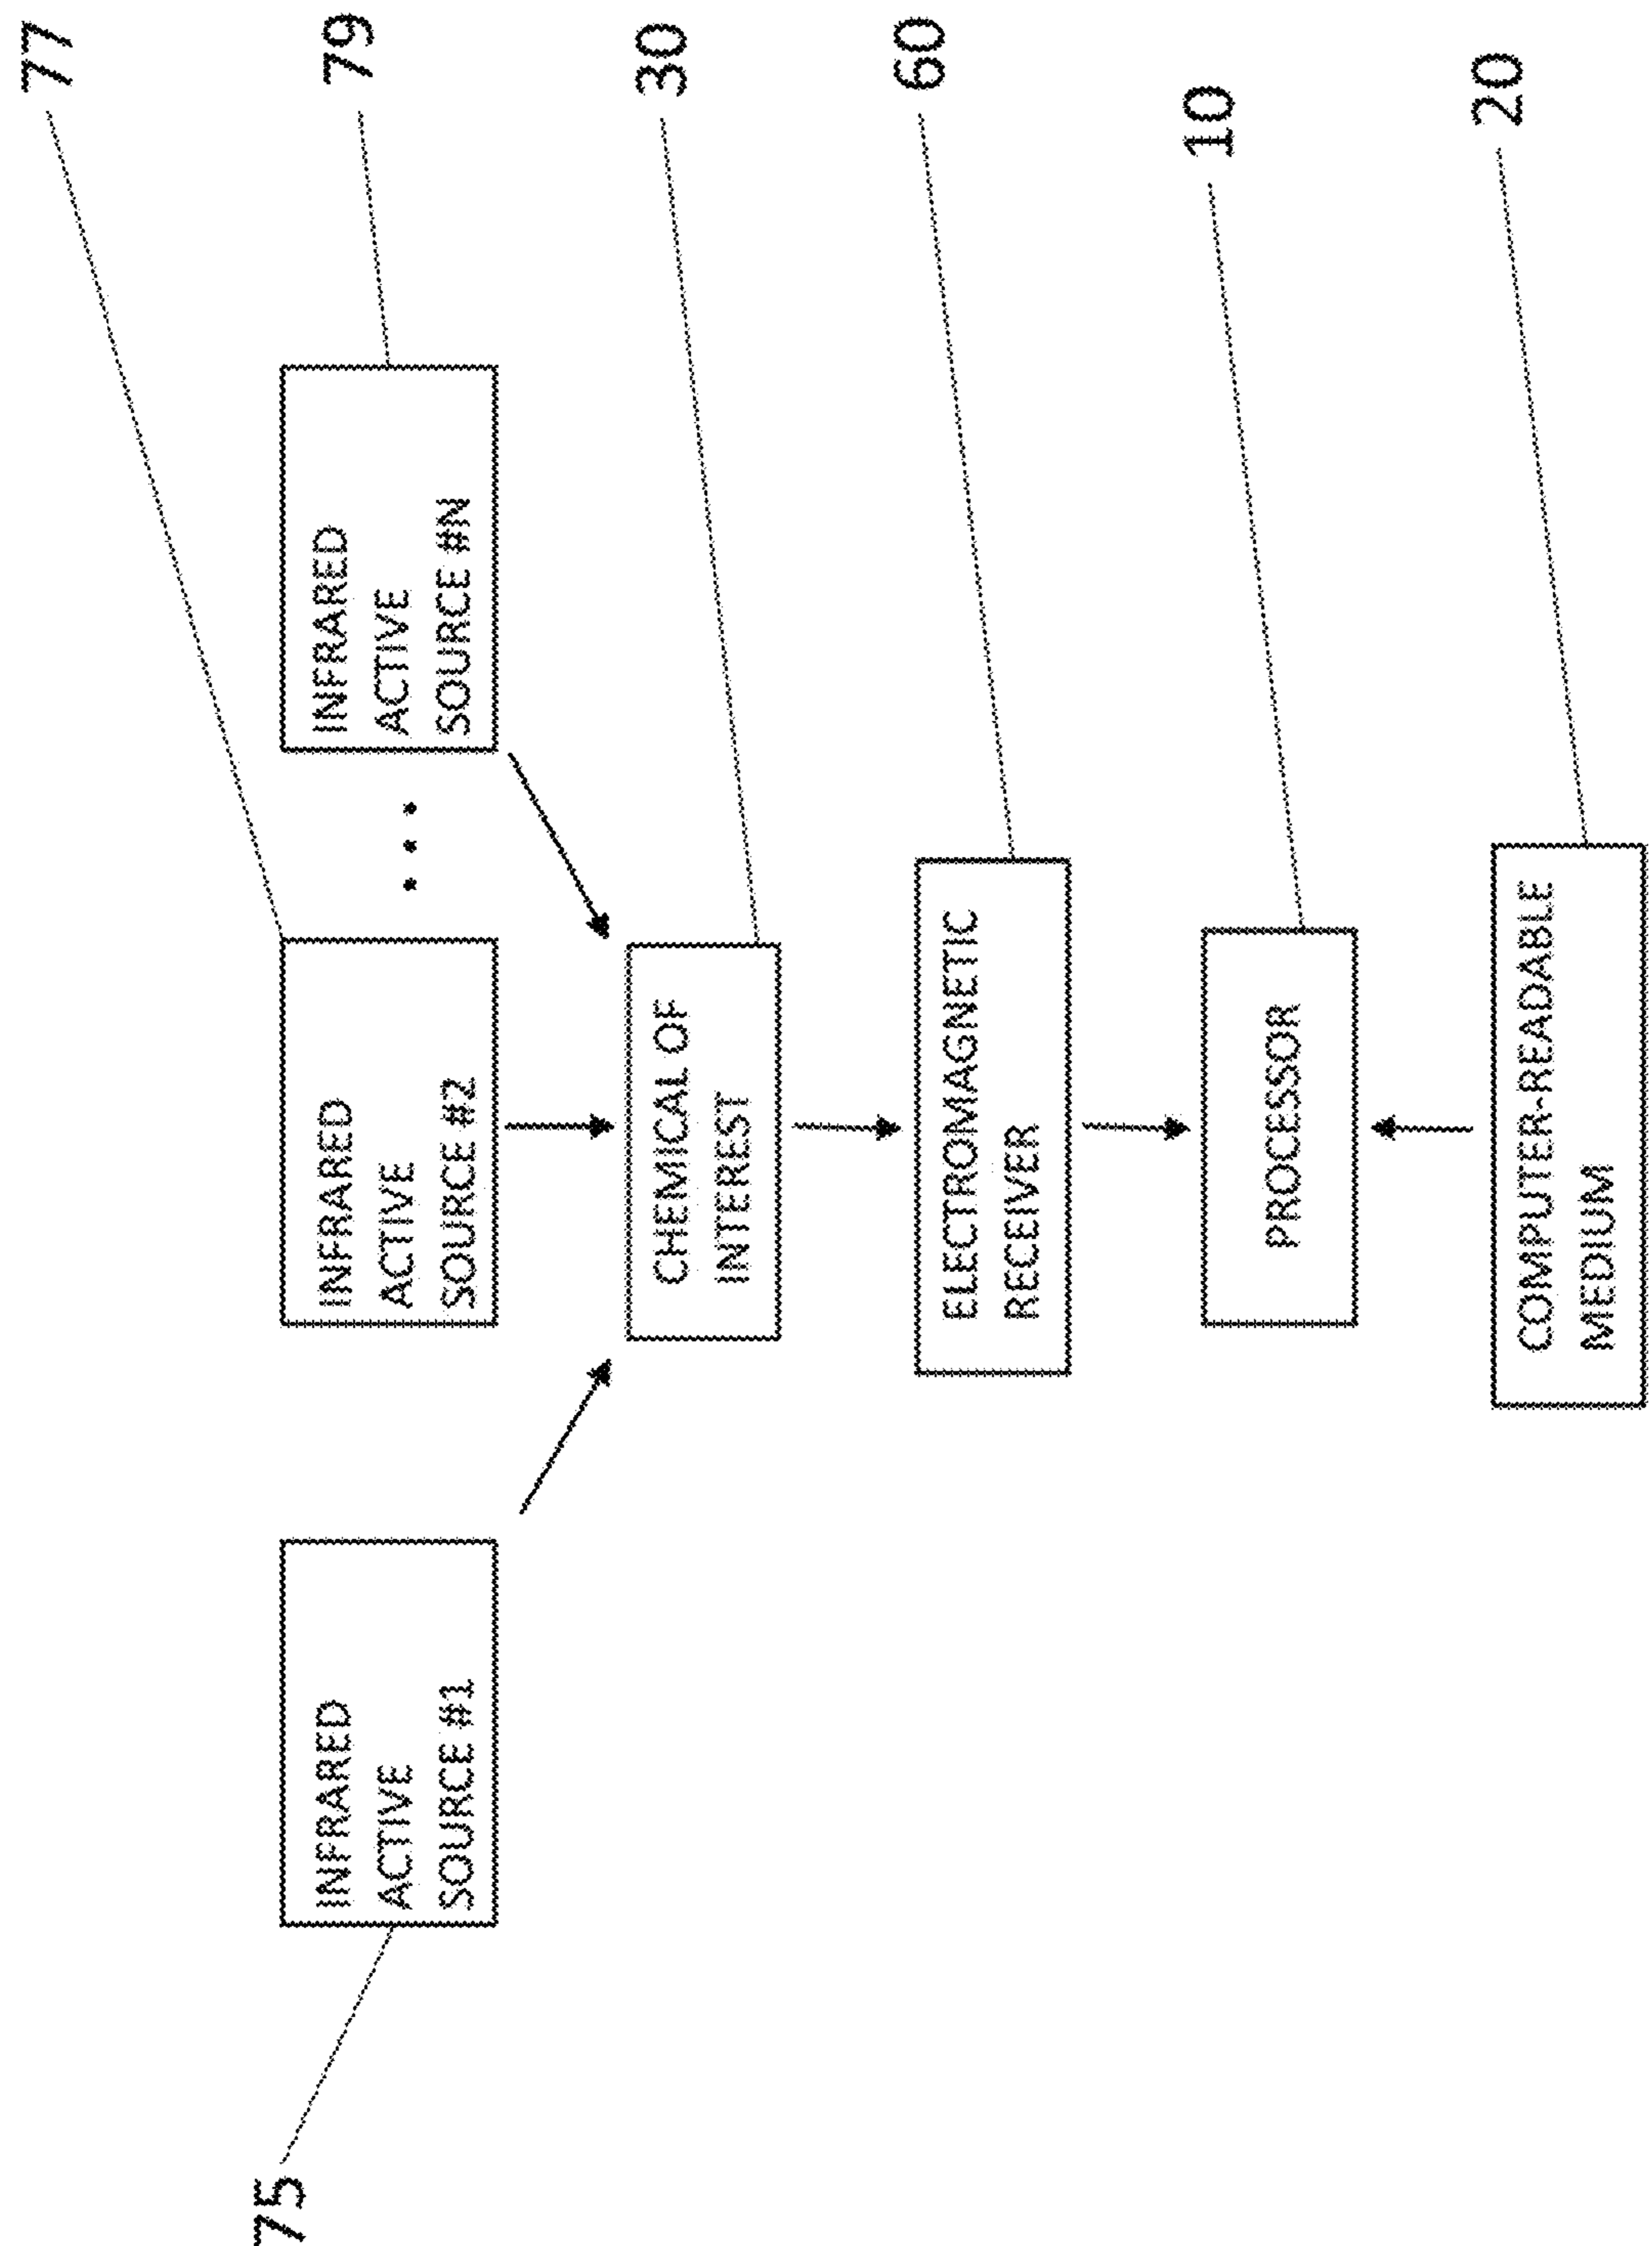 77
79
30
60
10
20
75
INFRARED
ACTIVE
SOURCE #1
INFRARED
ACTIVE
SOURCE #2
INFRARED
ACTIVE
SOURCE #N
CHEMICAL OF
INTEREST
ELECTROMAGNETIC
RECEIVER
PROCESSOR
COMPUTER-READABLE
MEDIUM